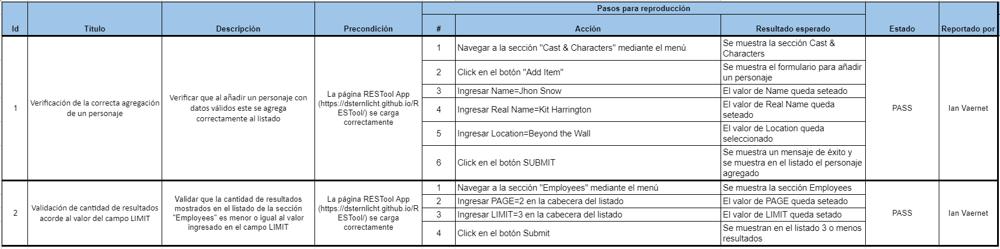 Pasos para reproducción
Id
Título
Descripción
Precondición
#
Acción
Resultado esperado
Estado
Reportado por
1
Verificación de la correcta agregación
de un personaje
Verificar que al añadir un personaje con
datos válidos este se agrega
correctamente al listado
La página RESTool App
(https://dsternlicht.github.io/R
ESTool/) se carga
correctamente
1
Navegar a la sección "Cast & Characters" mediante el menú
Se muestra la sección Cast &
Characters
2
Click en el botón "Add Item"
Se muestra el formulario para añadir
un personaje
3
Ingresar Name=Jhon Snow
El valor de Name queda seteado
4
Ingresar Real Name=Kit Harrington
El valor de Real Name queda
seteado
5
Ingresar Location=Beyond the Wall
El valor de Location queda
seleccionado
6
Click en el botón SUBMIT
Se muestra un mensaje de éxito y
se muestra en el listado el personaje
agregado
PASS
Ian Vaernet
2
Validación de cantidad de resultados
acorde al valor del campo LIMIT
Validar que la cantidad de resultados
mostrados en el listado de la sección
"Employees" es menor o igual al valor
ingresado en el campo LIMIT
La página RESTool App
(https://dsternlicht.github.io/R
ESTool/) se carga
correctamente
1
Navegar a la sección "Employees" mediante el menú
Se muestra la sección Employees
2
Ingresar PAGE=2 en la cabecera del listado
El valor de PAGE queda seteado
3
Ingresar LIMIT=3 en la cabecera del listado
El valor de LIMIT queda setado
4
Click en el botón Submit
Se muestran en el listado 3 o menos
resultados
PASS
Ian Vaernet